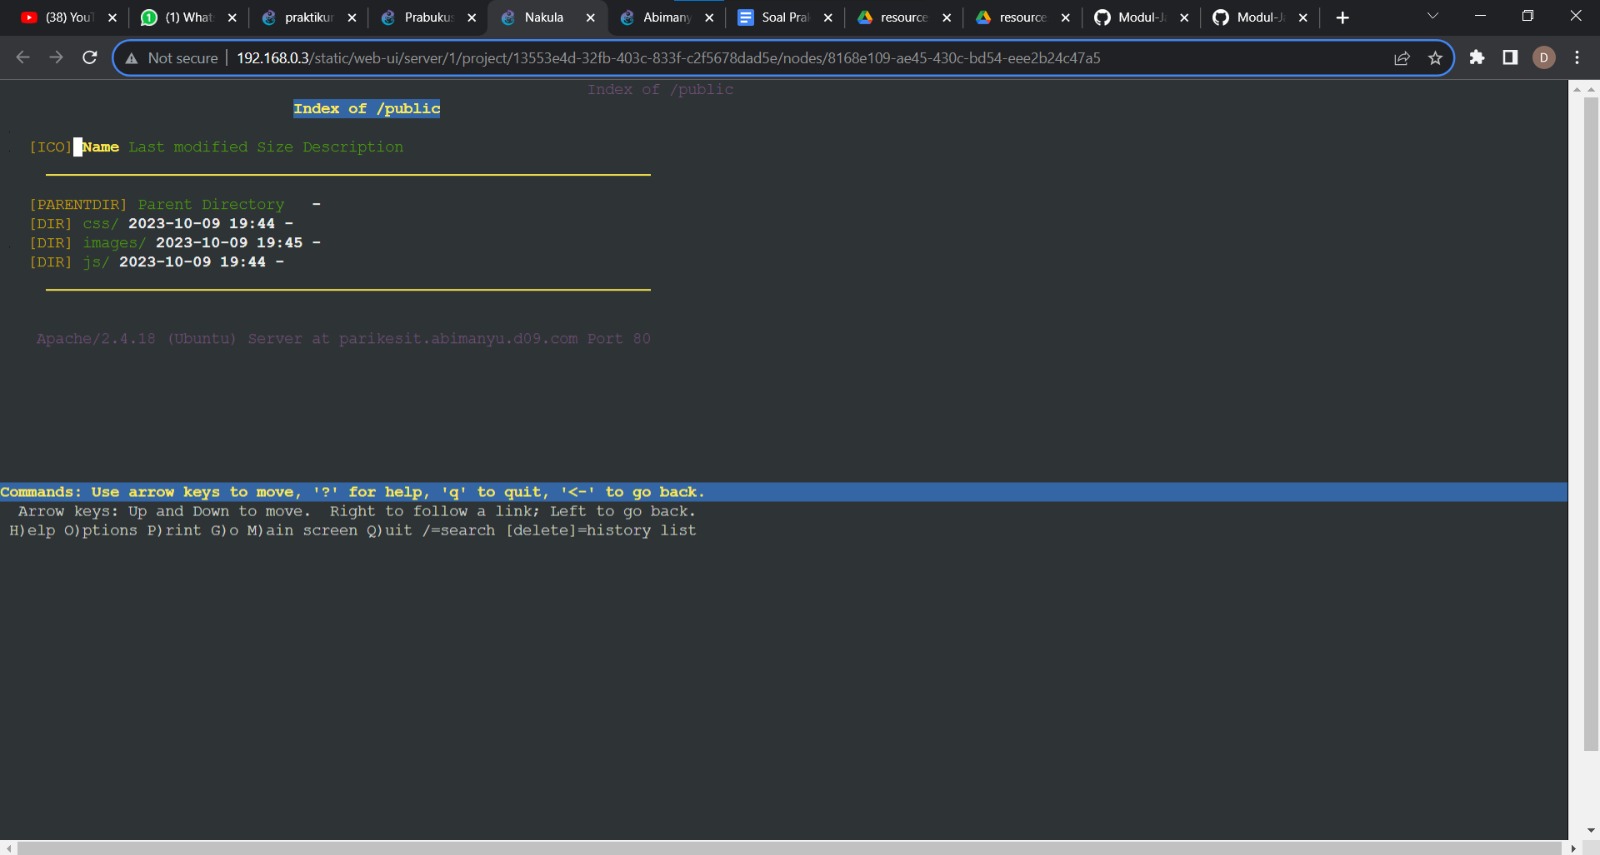 (38) YouT
(1) What
praktikur
Prabukus
Nakula
Abimany
Soal Pral
resource
resource
Modul-Ja
Modul-Ja
Not secure | 192.168.0.3/static/web-ui/server/1/project/13553e4d-32fb-403c-833f-c2f5678dad5e/nodes/8168e109-ae45-430c-bd54-eee2b24c47a5
D
Index of /public
Index of /public
[ICO] Name Last modified Size Description
[PARENTDIR] Parent Directory -
[DIR] css/ 2023-10-09 19:44 -
[DIR] images/ 2023-10-09 19:45 -
[DIR] js/ 2023-10-09 19:44 -
Apache/2.4.18 (Ubuntu) Server at parikesit.abimanyu.d09.com Port 80
Commands: Use arrow keys to move, '?' for help, 'q' to quit, '<-' to go back.
Arrow keys: Up and Down to move. Right to follow a link; Left to go back.
H)elp O)ptions P)rint G)o M)ain screen Q)uit /=search [delete]=history list